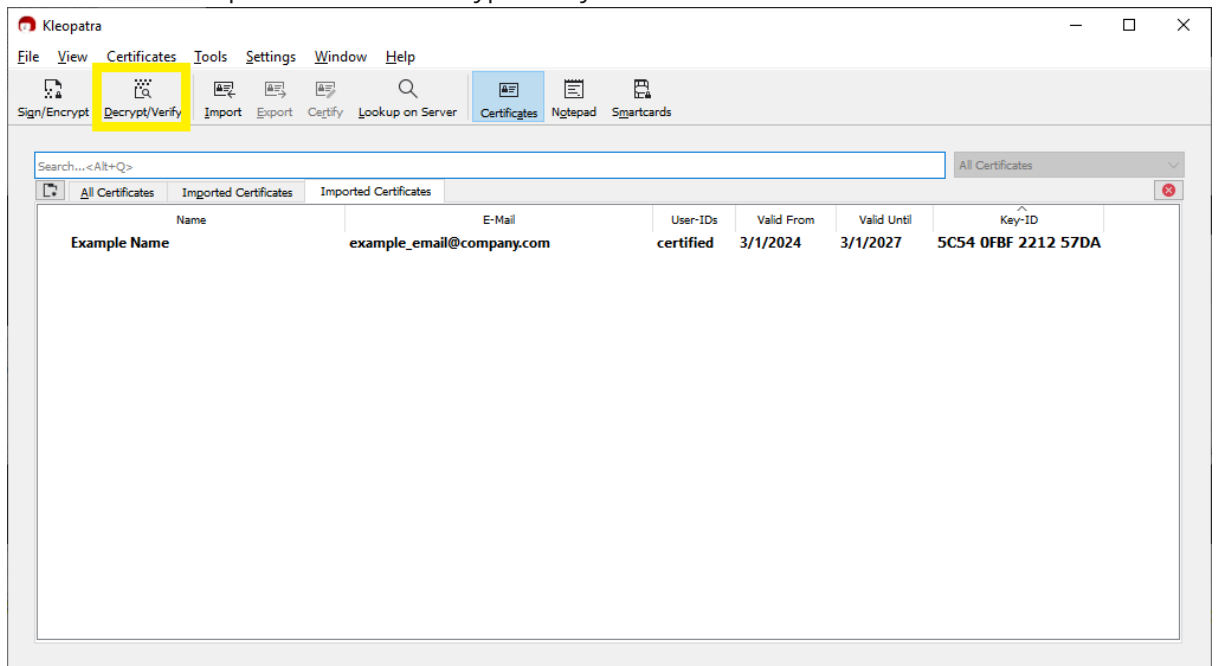 Kleopatra
File View Certificates Tools Settings Window Help
Sign/Encrypt Decrypt/Verify Import Export Certify Lookup on Server Certificates Notepad Smartcards
Search...<Alt+Q> All Certificates
All Certificates Imported Certificates Imported Certificates
Name E-Mail User-IDs Valid From Valid Until Key-ID
Example Name example_email@company.com certified 3/1/2024 3/1/2027 5C54 0FBF 2212 57DA